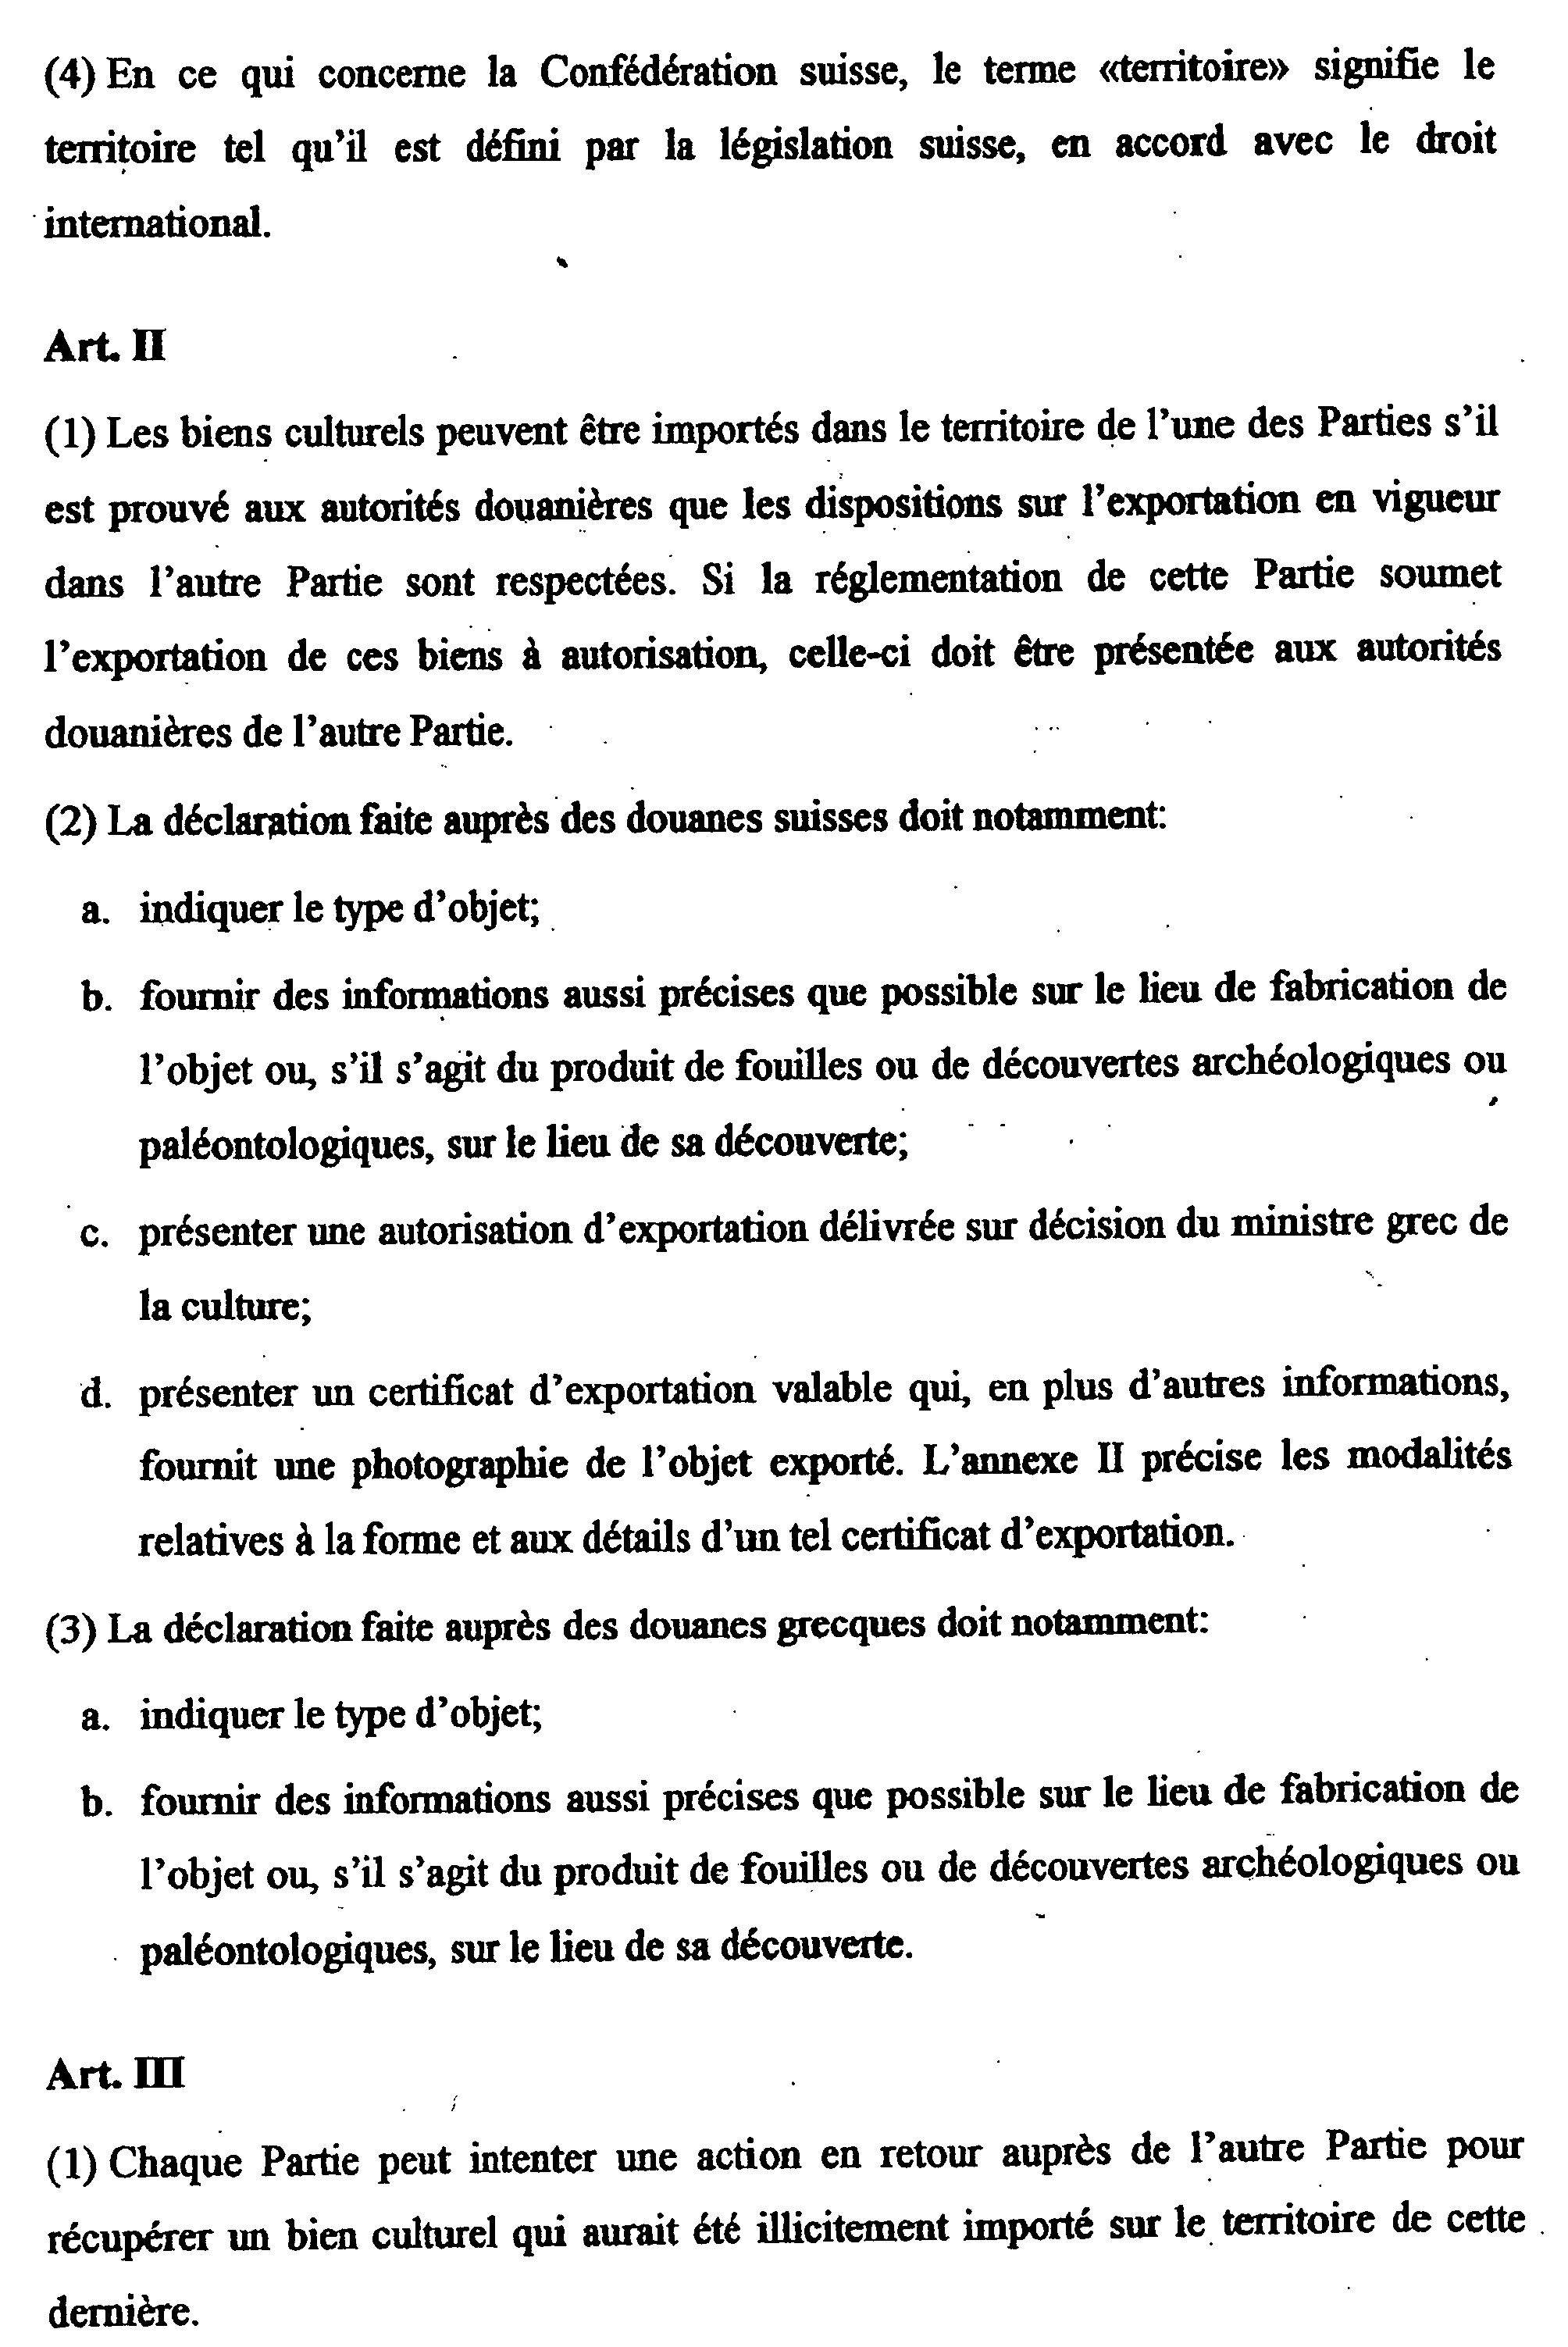 (4) En ce qui concerne la Confédération suisse, le terme «territoire» signifie le
territoire tel qu'il est défini par la législation suisse, en accord avec le droit
international.
Art. II
(1) Les biens culturels peuvent être importés dans le territoire de l'une des Parties s'il
est prouvé aux autorités douanières que les dispositions sur l'exportation en vigueur
dans l'autre Partie sont respectées. Si la réglementation de cette Partie soumet
l'exportation de ces biens à autorisation, celle-ci doit être présentée aux autorités
douanières de l'autre Partie.
(2) La déclaration faite auprès des douanes suisses doit notamment:
a. indiquer le type d'objet;
b. fournir des informations aussi précises que possible sur le lieu de fabrication de
l'objet ou, s'il s'agit du produit de fouilles ou de découvertes archéologiques ou
paléontologiques, sur le lieu de sa découverte;
c. présenter une autorisation d'exportation délivrée sur décision du ministre grec de
la culture;
d. présenter un certificat d'exportation valable qui, en plus d'autres informations,
fournit une photographie de l'objet exporté. L'annexe II précise les modalités
relatives à la forme et aux détails d'un tel certificat d'exportation.
(3) La déclaration faite auprès des douanes grecques doit notamment:
a. indiquer le type d'objet;
b. fournir des informations aussi précises que possible sur le lieu de fabrication de
l'objet ou, s'il s'agit du produit de fouilles ou de découvertes archéologiques ou
paléontologiques, sur le lieu de sa découverte.
Art. III
(1) Chaque Partie peut intenter une action en retour auprès de l'autre Partie pour
récupérer un bien culturel qui aurait été illicitement importé sur le territoire de cette
dernière.